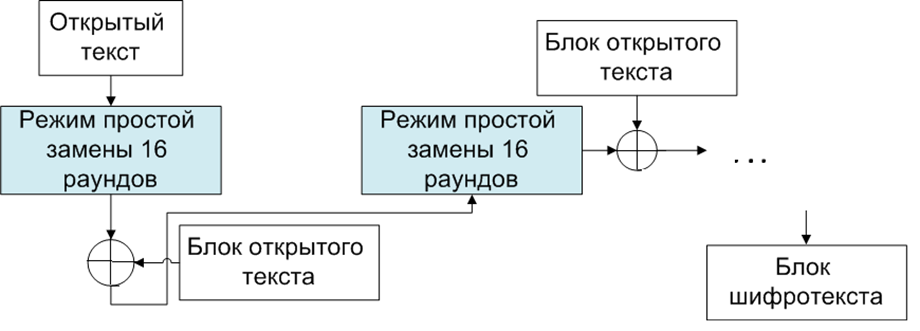 Открытый
текст
Режим простой
замены 16
раундов
Блок открытого
текста
Режим простой
замены 16
раундов
Блок открытого
текста
...
Блок
шифротекста